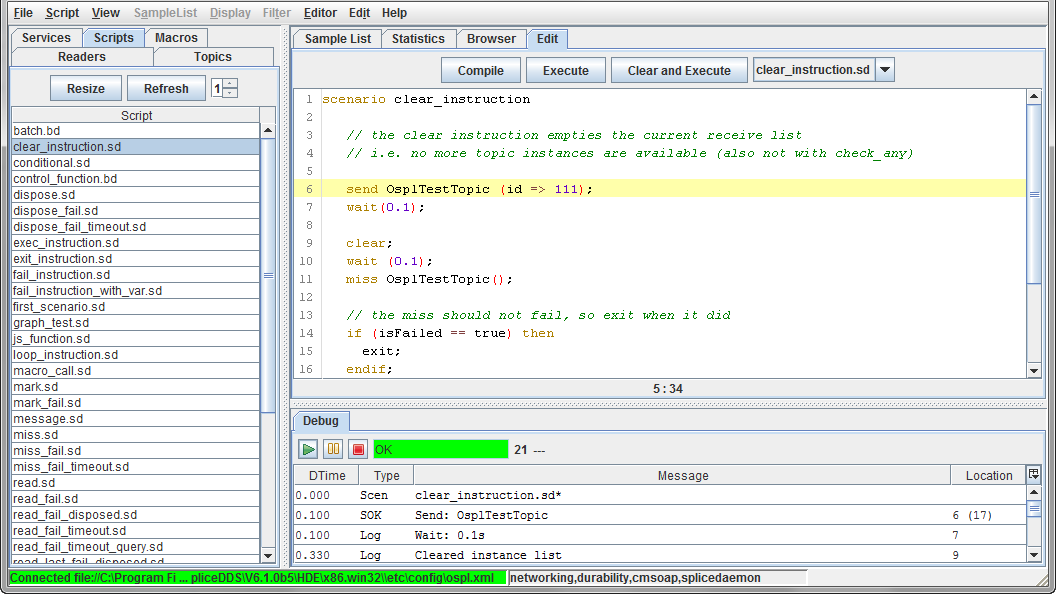 File Script View SampleList Display Filter Editor Edit Help
Services Scripts Macros
Readers Topics
Resize Refresh 1
Script
batch.bd
clear_instruction.sd
conditional.sd
control_function.bd
dispose.sd
dispose_fail.sd
dispose_fail_timeout.sd
exec_instruction.sd
exit_instruction.sd
fail_instruction.sd
fail_instruction_with_var.sd
first_scenario.sd
graph_test.sd
js_function.sd
loop_instruction.sd
macro_call.sd
mark.sd
mark_fail.sd
message.sd
miss.sd
miss_fail.sd
miss_fail_timeout.sd
read.sd
read_fail.sd
read_fail_disposed.sd
read_fail_timeout.sd
read_fail_timeout_query.sd
read_last_fail_disposed.sd
Sample List Statistics Browser Edit
Compile Execute Clear and Execute clear_instruction.sd
1 scenario clear_instruction
2
3 // the clear instruction empties the current receive list
4 // i.e. no more topic instances are available (also not with check_any)
5
6 send OsplTestTopic (id => 111);
7 wait(0.1);
8
9 clear;
10 wait (0.1);
11 miss OsplTestTopic();
12
13 // the miss should not fail, so exit when it did
14 if (isFailed == true) then
15 exit;
16 endif;
5 : 34
Debug
OK 21 ---
DTime Type Message Location
0.000 Scen clear_instruction.sd*
0.100 SOK Send: OsplTestTopic 6 (17)
0.100 Log Wait: 0.1s 7
0.330 Log Cleared instance list 9
Connected file://C:\Program Fi ... pliceDDS\V6.1.0b5\HDE\x86.win32\\etc\config\ospl.xml networking,durability,cmsoap,splicedaemon